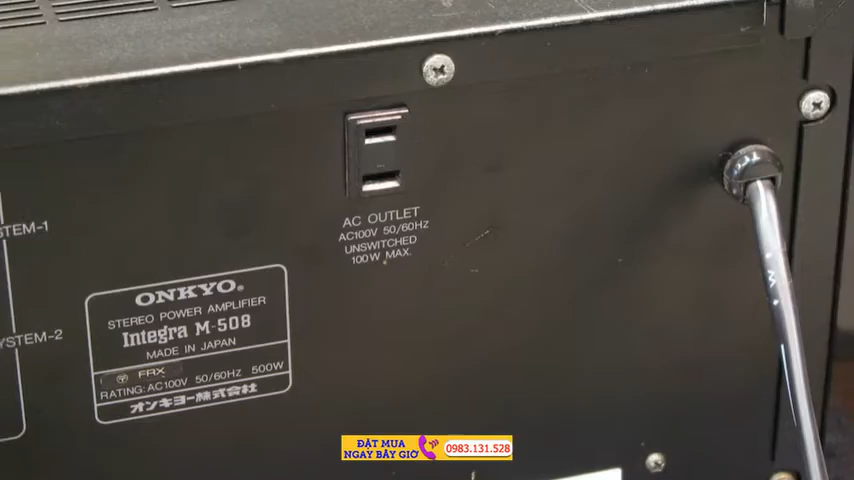 STEM-1
AC OUTLET
AC100V 50/60Hz
UNSWITCHED
100W MAX.
YSTEM-2
ONKYO®
STEREO POWER AMPLIFIER
Integra M-508
MADE IN JAPAN
FRX
RATING: AC100V 50/60Hz 500W
オンキヨー株式会社
ĐẶT MUA
NGAY BÂY GIỜ
0983.131.528